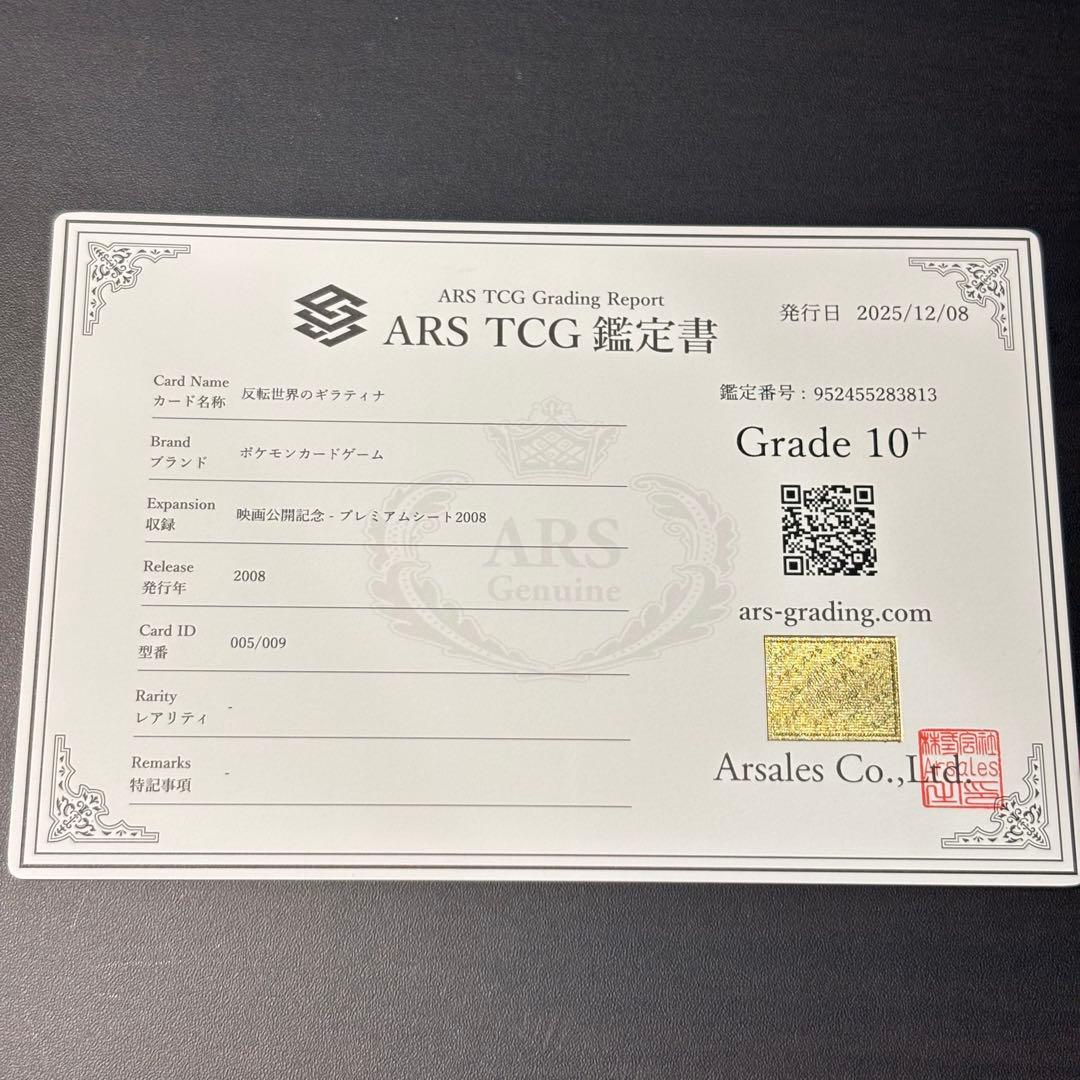 ARS TCG Grading Report
ARS TCG 鑑定書
発行日 2025/12/08
Card Name
カード名称
反転世界のギラティナ
Brand
ブランド
ポケモンカードゲーム
Expansion
収録
映画公開記念 - プレミアムシート2008
Release
発行年
2008
Card ID
型番
005/009
Rarity
レアリティ
-
Remarks
特記事項
-
ARS
Genuine
鑑定番号 : 952455283813
Grade 10+
ars-grading.com
Arsales Co.,Ltd.
株式会社
Arsales